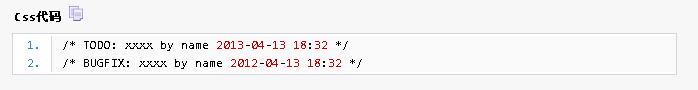 Css代码
1. /* TODO: xxxx by name 2013-04-13 18:32 */
2. /* BUGFIX: xxxx by name 2012-04-13 18:32 */